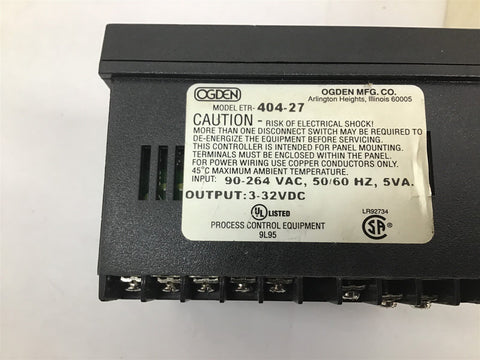 OGDEN
OGDEN MFG. CO.
Arlington Heights, Illinois 60005
MODEL ETR- 404-27
CAUTION - RISK OF ELECTRICAL SHOCK!
MORE THAN ONE DISCONNECT SWITCH MAY BE REQUIRED TO
DE-ENERGIZE THE EQUIPMENT BEFORE SERVICING.
THIS CONTROLLER IS INTENDED FOR PANEL MOUNTING.
TERMINALS MUST BE ENCLOSED WITHIN THE PANEL.
FOR POWER WIRING USE COPPER CONDUCTORS ONLY.
45°C MAXIMUM AMBIENT TEMPERATURE.
INPUT: 90-264 VAC, 50/60 HZ, 5VA.
OUTPUT: 3-32VDC
UL LISTED
PROCESS CONTROL EQUIPMENT
9L95
LR92734
SA